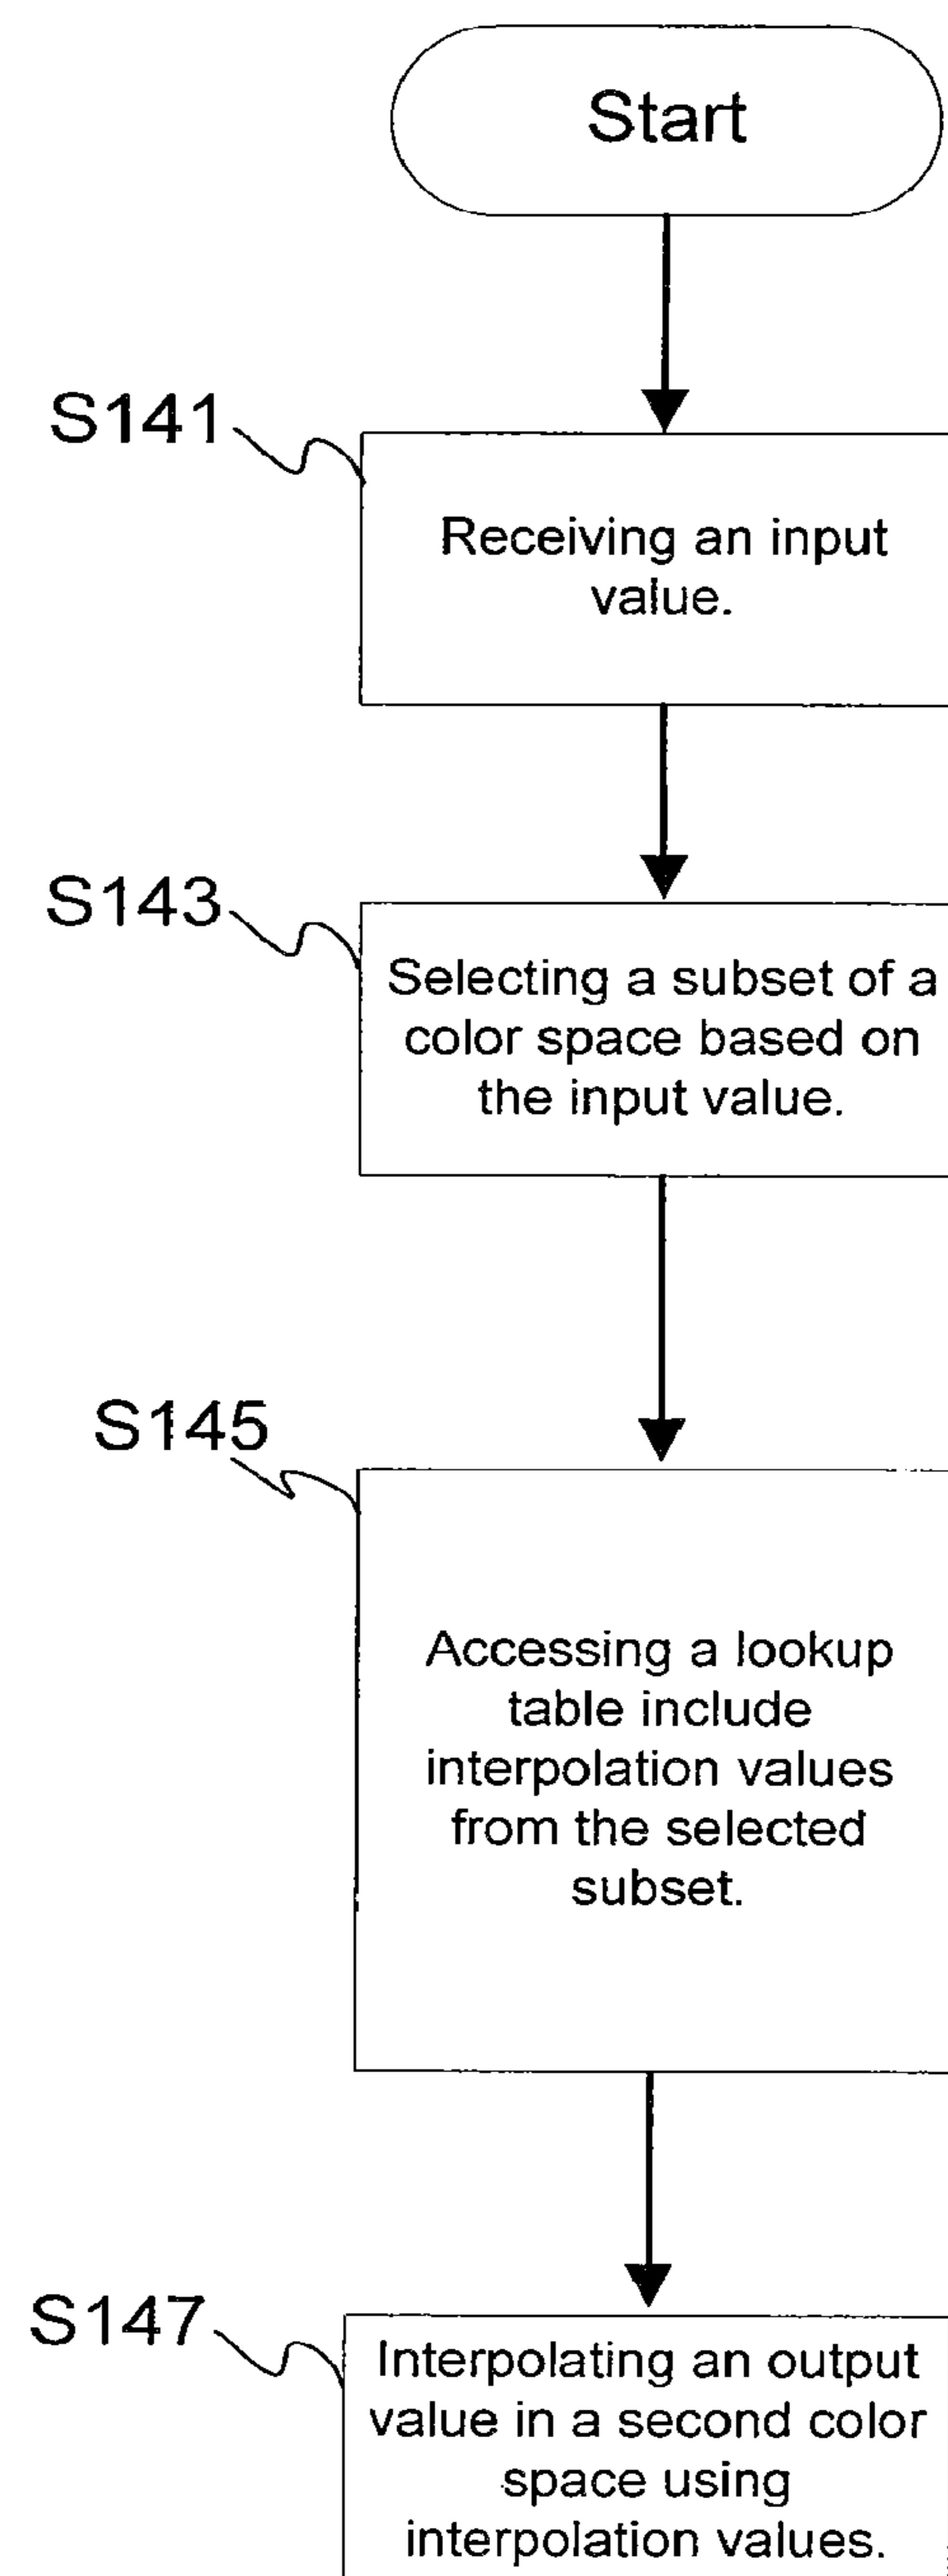 Start
S141
Receiving an input
value.
S143
Selecting a subset of a
color space based on
the input value.
S145
Accessing a lookup
table include
interpolation values
from the selected
subset.
S147
Interpolating an output
value in a second color
space using
interpolation values.